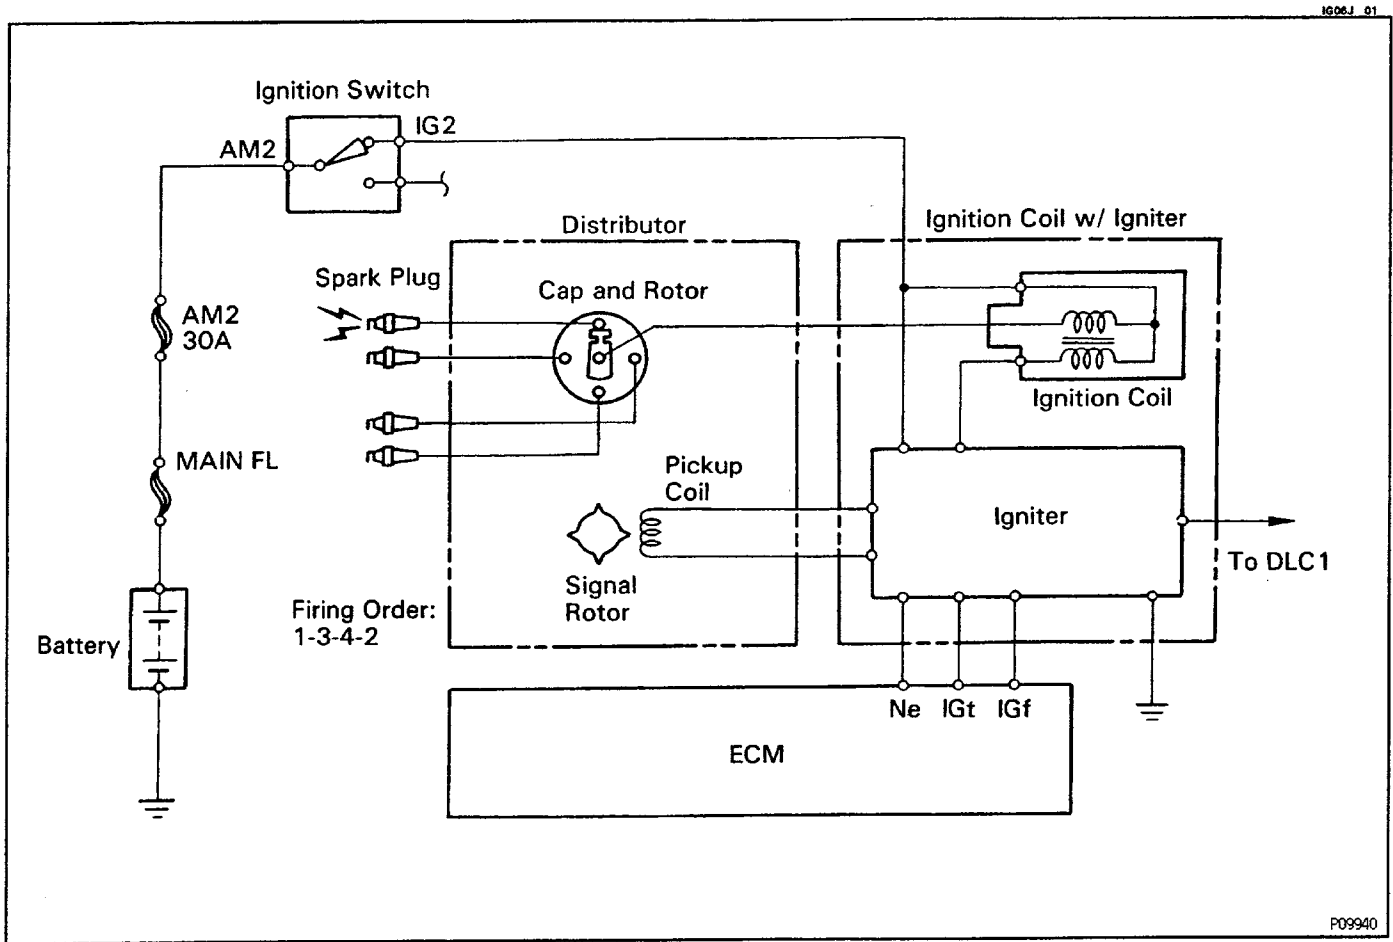 IG06J 01
Ignition Switch
AM2
IG2
Distributor
Ignition Coil w/ Igniter
Spark Plug
Cap and Rotor
AM2
30A
Ignition Coil
MAIN FL
Pickup
Coil
Igniter
To DLC1
Signal
Rotor
Firing Order:
1-3-4-2
Battery
Ne
IGt
IGf
ECM
P09940